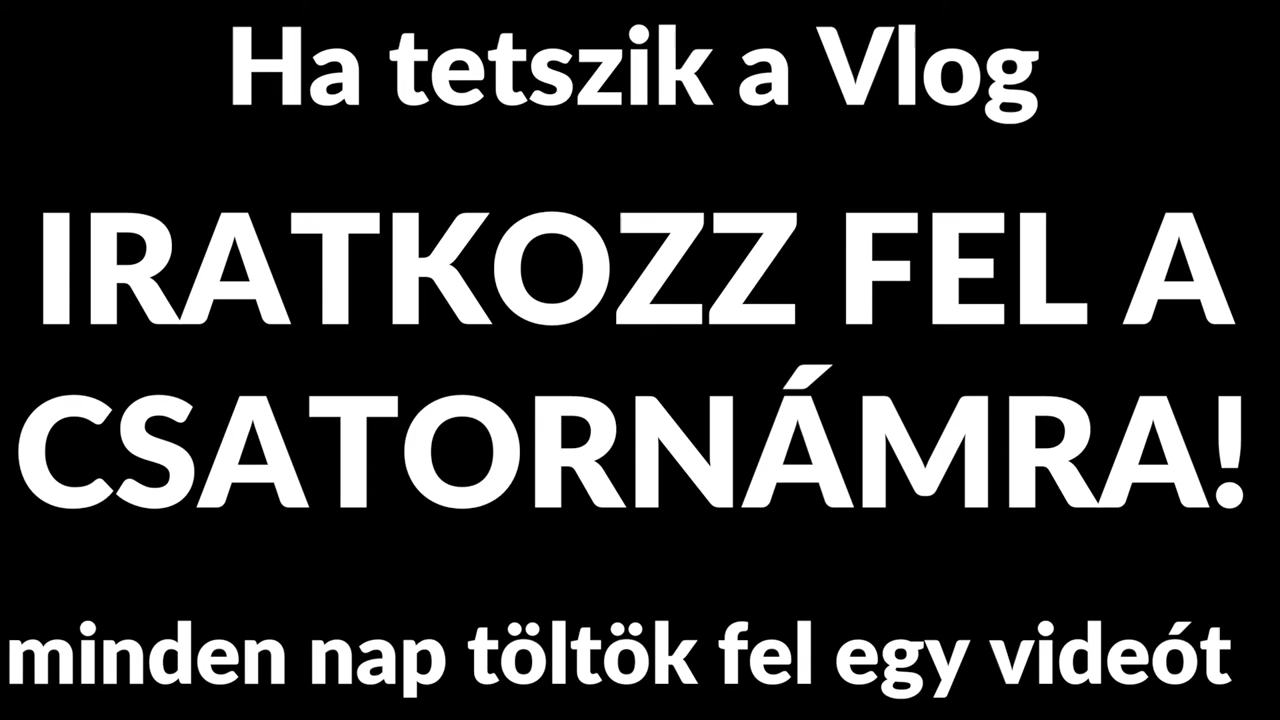 Ha tetszik a Vlog
IRATKOZZ FEL A
CSATORNÁMRA!
minden nap töltök fel egy videót